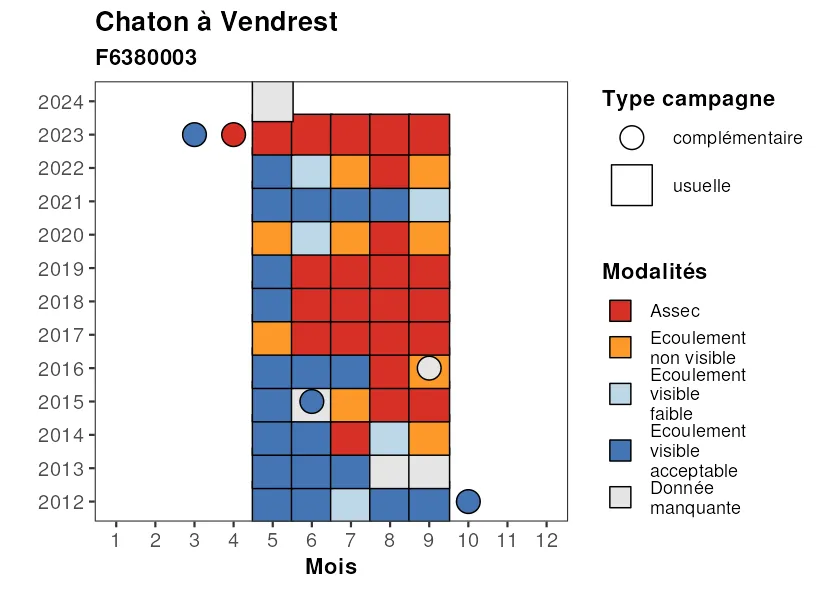 Chaton à Vendrest
F6380003
2024
2023
2022
2021
2020
2019
2018
2017
2016
2015
2014
2013
2012
1 2 3 4 5 6 7 8 9 10 11 12
Mois
Type campagne
complémentaire
usuelle
Modalités
Assec
Ecoulement
non visible
Ecoulement
visible
faible
Ecoulement
visible
acceptable
Donnée
manquante